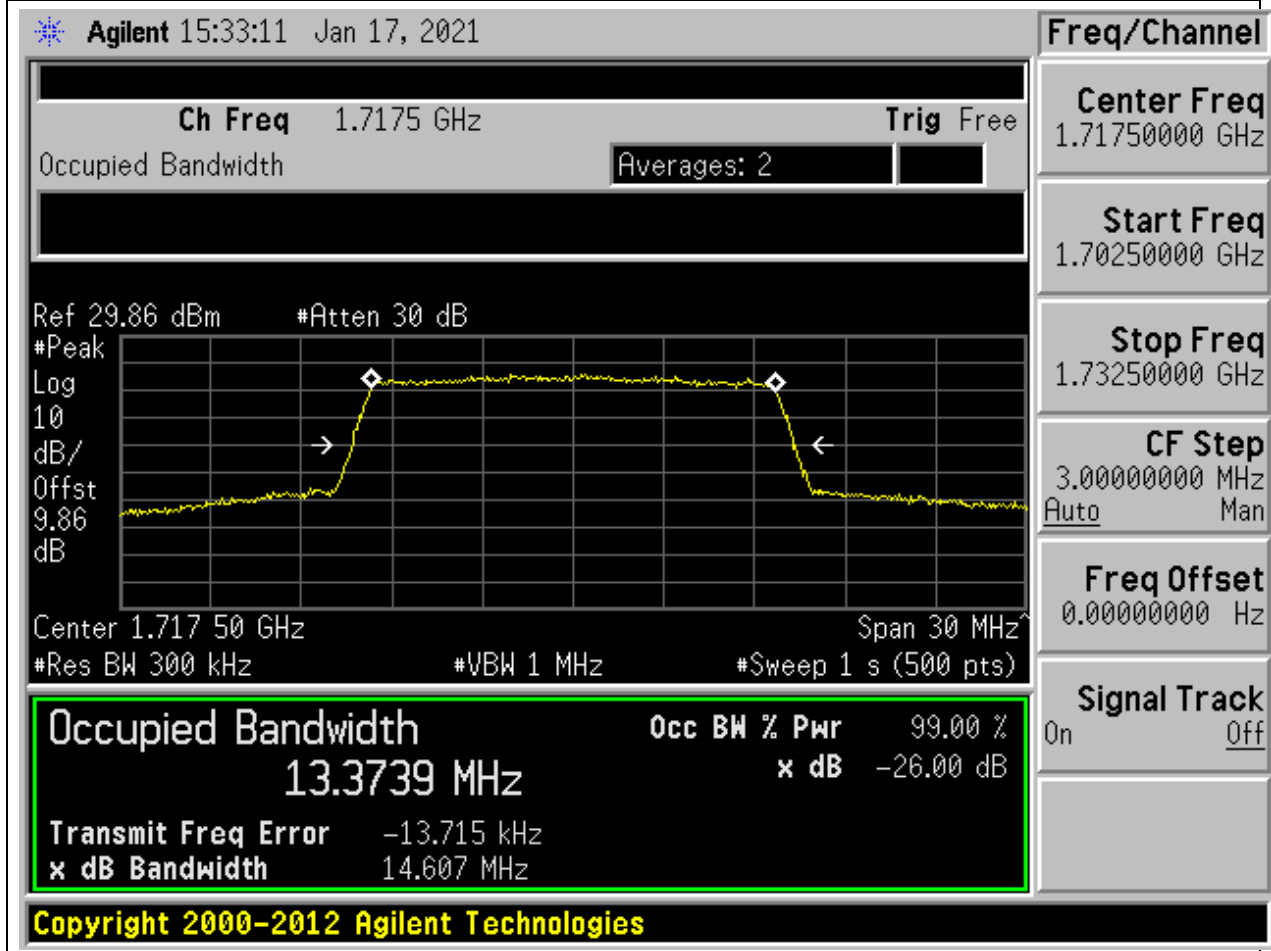 Agilent 15:33:11 Jan 17, 2021
Freq/Channel
Ch Freq 1.7175 GHz Trig Free
Occupied Bandwidth Averages: 2
Center Freq
1.71750000 GHz
Start Freq
1.70250000 GHz
Stop Freq
1.73250000 GHz
CF Step
3.00000000 MHz
Auto Man
Freq Offset
0.00000000 Hz
Signal Track
On Off
Ref 29.86 dBm #Atten 30 dB
#Peak
Log
10
dB/
Offst
9.86
dB
Center 1.717 50 GHz Span 30 MHz^
#Res BW 300 kHz #VBW 1 MHz #Sweep 1 s (500 pts)
Occupied Bandwidth Occ BW % Pwr 99.00 %
13.3739 MHz x dB -26.00 dB
Transmit Freq Error -13.715 kHz
x dB Bandwidth 14.607 MHz
Copyright 2000-2012 Agilent Technologies